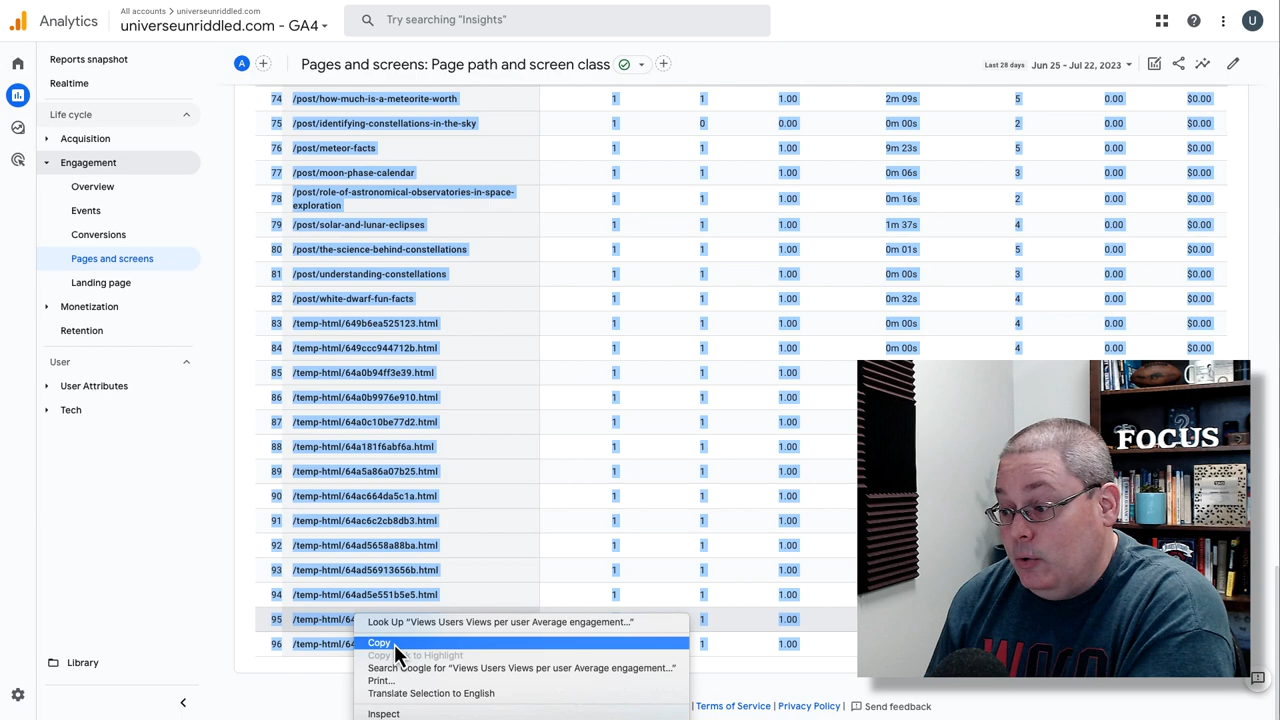 Analytics
All accounts > universeunriddled.com
universeunriddled.com - GA4
Try searching "Insights"
U
Reports snapshot
Realtime
Life cycle
Acquisition
Engagement
Overview
Events
Conversions
Pages and screens
Landing page
Monetization
Retention
User
User Attributes
Tech
Library
A
Pages and screens: Page path and screen class
Last 28 days Jun 25 - Jul 22, 2023
74 /post/how-much-is-a-meteorite-worth 1 1 1.00 2m 09s 5 0.00 $0.00
75 /post/identifying-constellations-in-the-sky 1 0 0.00 0m 00s 2 0.00 $0.00
76 /post/meteor-facts 1 1 1.00 9m 23s 5 0.00 $0.00
77 /post/moon-phase-calendar 1 1 1.00 0m 06s 3 0.00 $0.00
78 /post/role-of-astronomical-observatories-in-space-
exploration 1 1 1.00 0m 16s 2 0.00 $0.00
79 /post/solar-and-lunar-eclipses 1 1 1.00 1m 37s 4 0.00 $0.00
80 /post/the-science-behind-constellations 1 1 1.00 0m 01s 5 0.00 $0.00
81 /post/understanding-constellations 1 1 1.00 0m 00s 3 0.00 $0.00
82 /post/white-dwarf-fun-facts 1 1 1.00 0m 32s 4 0.00 $0.00
83 /temp-html/649b6ea525123.html 1 1 1.00 0m 00s 4 0.00 $0.00
84 /temp-html/649ccc944712b.html 1 1 1.00 0m 00s 4 0.00 $0.00
85 /temp-html/64a0b94ff3e39.html 1 1 1.00
86 /temp-html/64a0b9976e910.html 1 1 1.00
87 /temp-html/64a0c10be77d2.html 1 1 1.00
88 /temp-html/64a181f6abf6a.html 1 1 1.00
89 /temp-html/64a5a86a07b25.html 1 1 1.00
90 /temp-html/64ac664da5c1a.html 1 1 1.00
91 /temp-html/64ac6c2cb8db3.html 1 1 1.00
92 /temp-html/64ad5658a88ba.html 1 1 1.00
93 /temp-html/64ad56913656b.html 1 1 1.00
94 /temp-html/64ad5e551b5e5.html 1 1 1.00
95 /temp-html/64 1 1.00
96 /temp-html/64 1 1.00
Look Up “Views Users Views per user Average engagement...”
Copy
Copy to Highlight
Search Google for “Views Users Views per user Average engagement...”
Print...
Translate Selection to English
Inspect
FOCUS
| Terms of Service | Privacy Policy | Send feedback